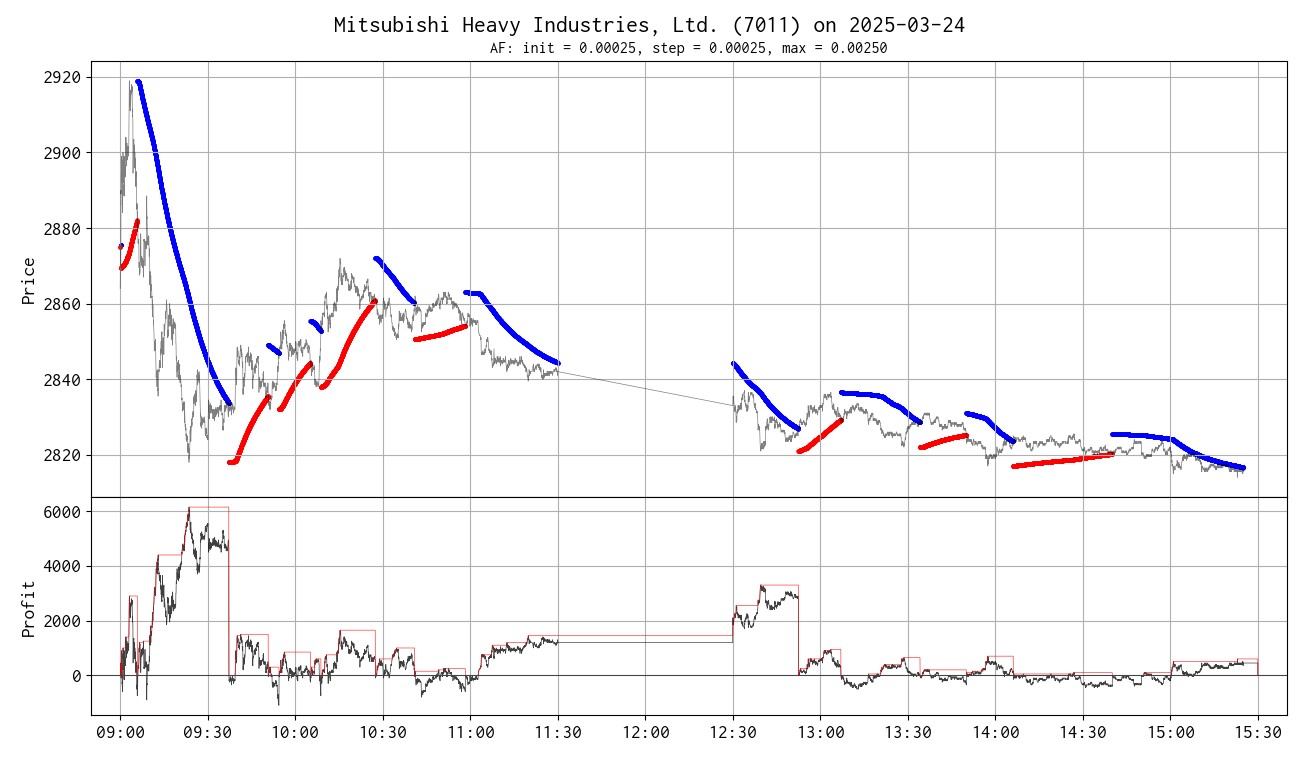 Mitsubishi Heavy Industries, Ltd. (7011) on 2025-03-24
AF: init = 0.00025, step = 0.00025, max = 0.00250
Price
2920
2900
2880
2860
2840
2820
Profit
6000
4000
2000
0
09:00 09:30 10:00 10:30 11:00 11:30 12:00 12:30 13:00 13:30 14:00 14:30 15:00 15:30